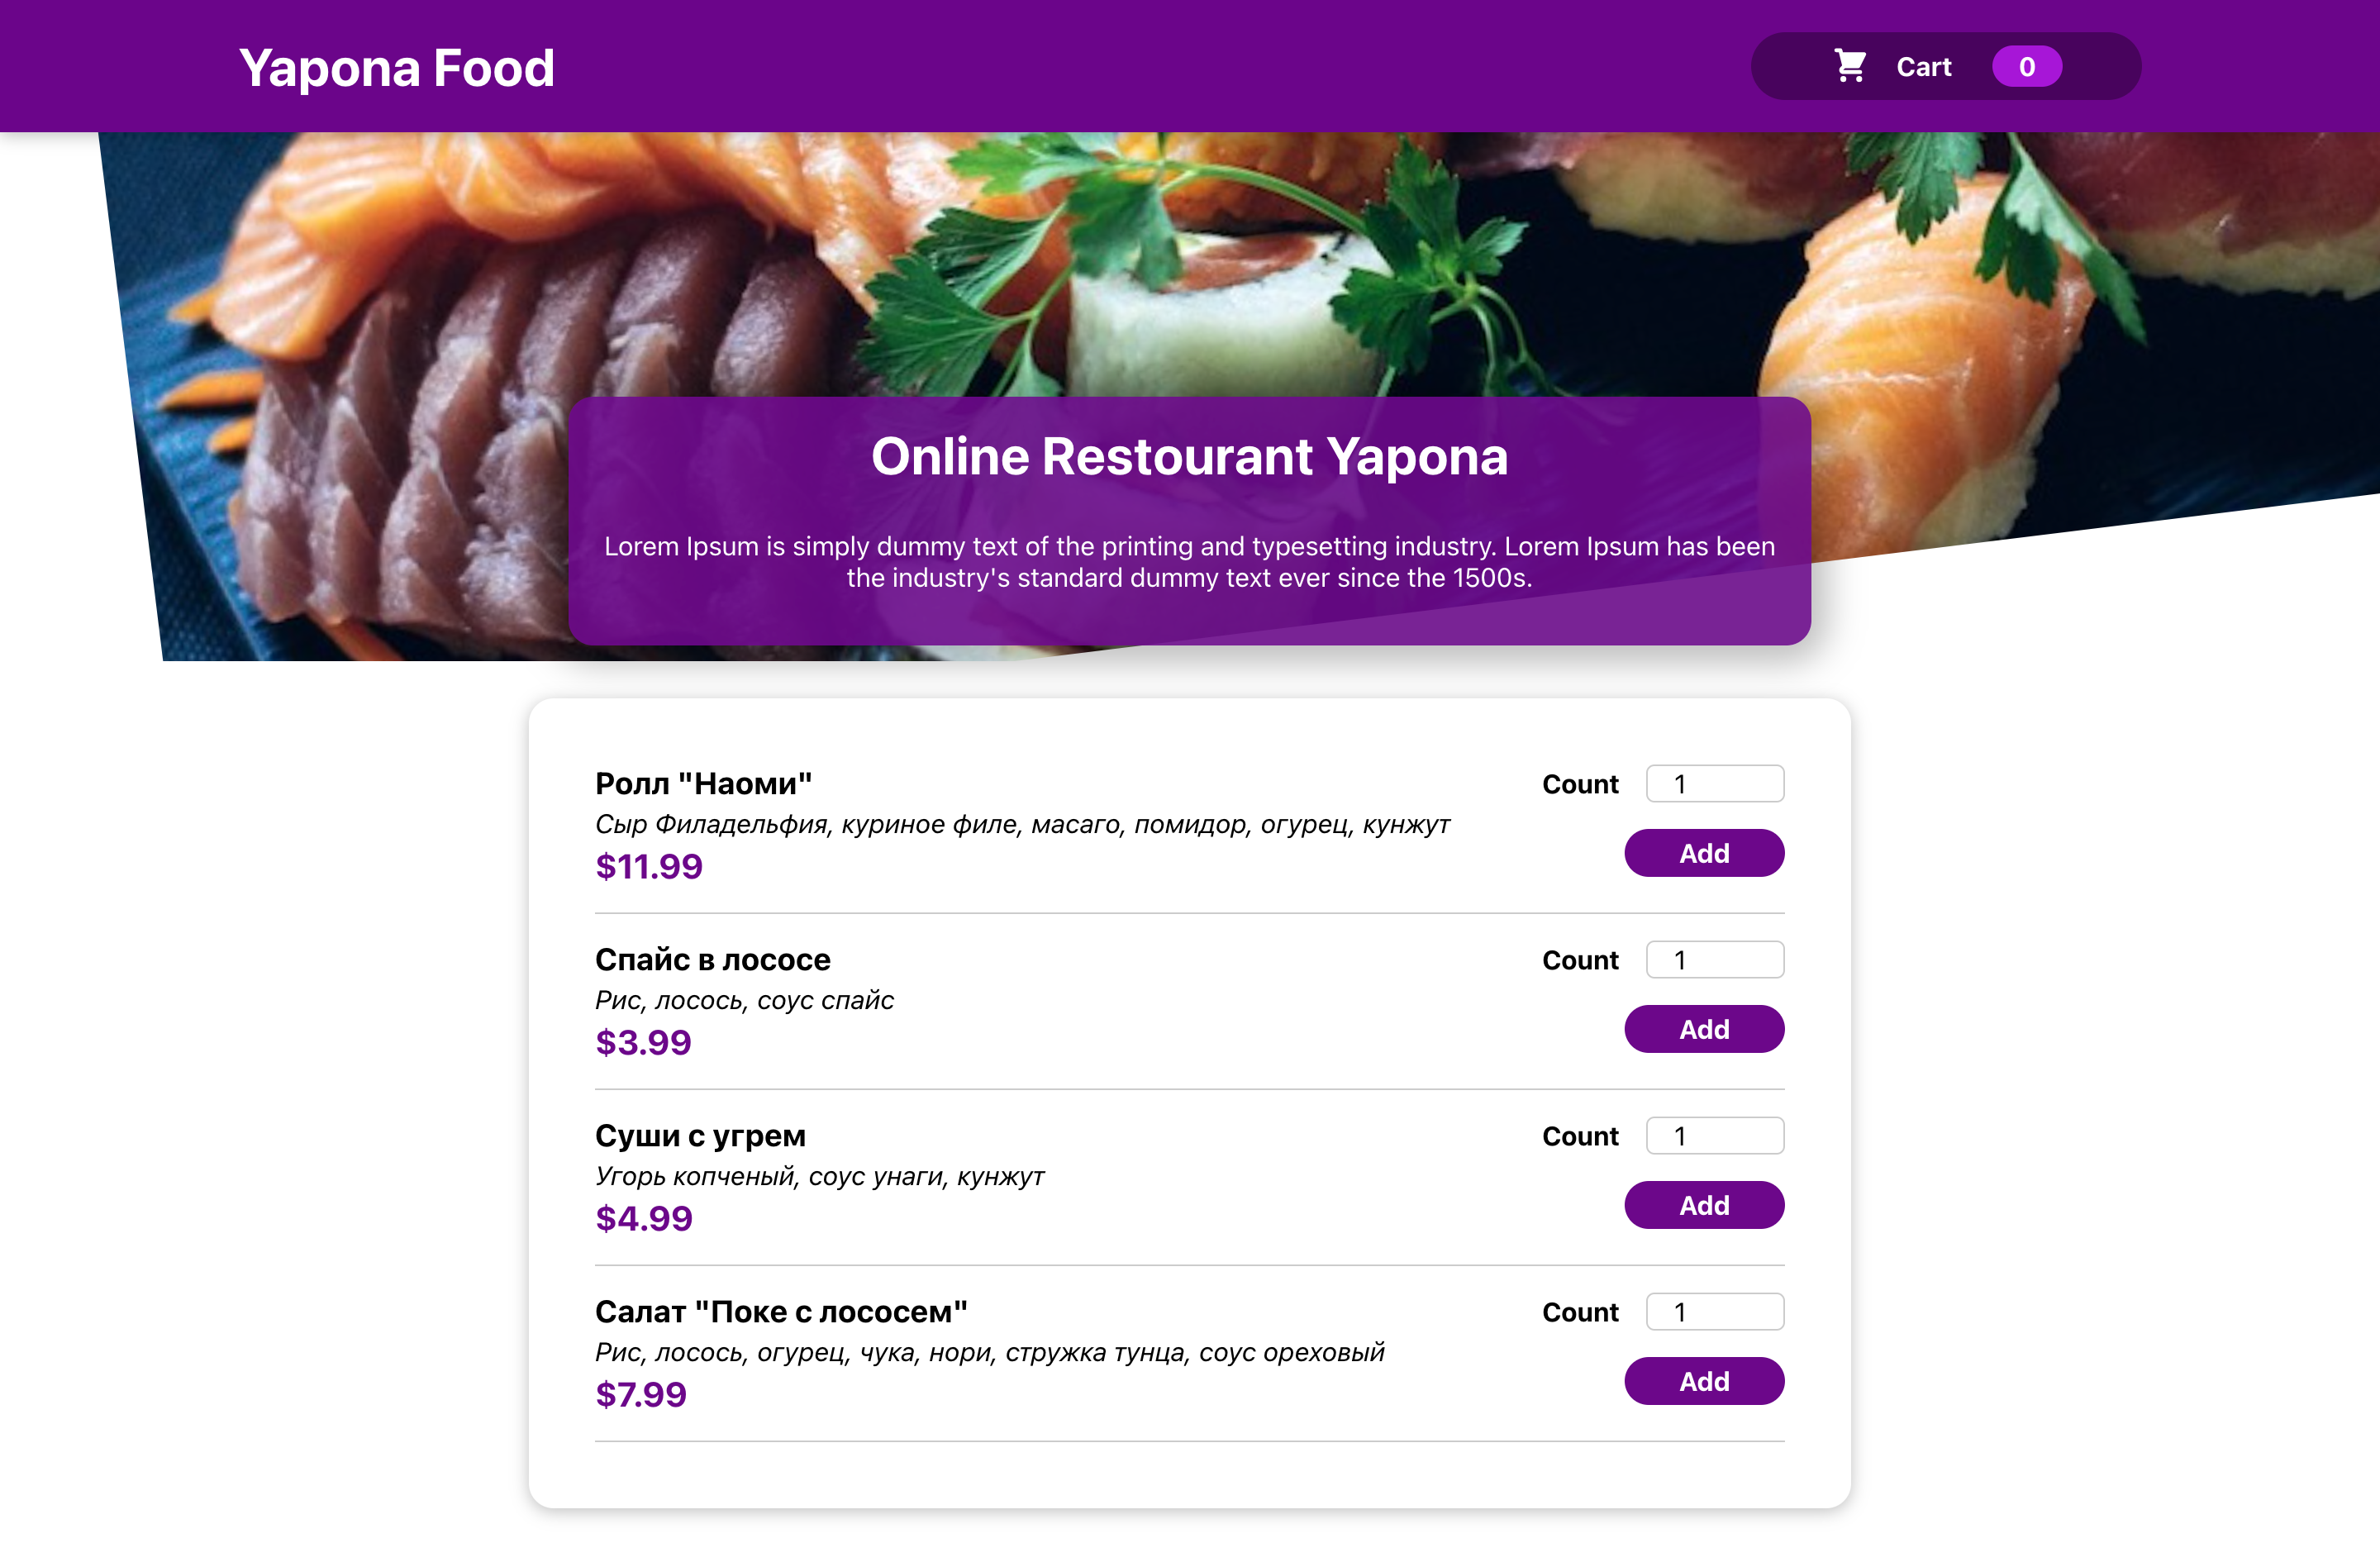 Yapona Food
Cart 0
Online Restourant Yapona
Lorem Ipsum is simply dummy text of the printing and typesetting industry. Lorem Ipsum has been
the industry's standard dummy text ever since the 1500s.
Ролл "Наоми"
Count 1
Сыр Филадельфия, куриное филе, масаго, помидор, огурец, кунжут
$11.99
Add
Спайс в лососе
Count 1
Рис, лосось, соус спайс
$3.99
Add
Суши с угрем
Count 1
Угорь копченый, соус унаги, кунжут
$4.99
Add
Салат "Поке с лососем"
Count 1
Рис, лосось, огурец, чука, нори, стружка тунца, соус ореховый
$7.99
Add